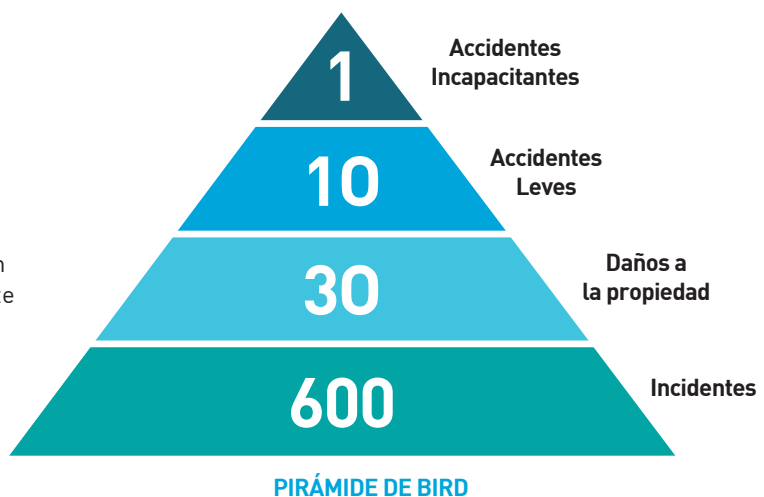 1
Accidentes
Incapacitantes
10
Accidentes
Leves
30
Daños a
la propiedad
600
Incidentes
PIRÁMIDE DE BIRD